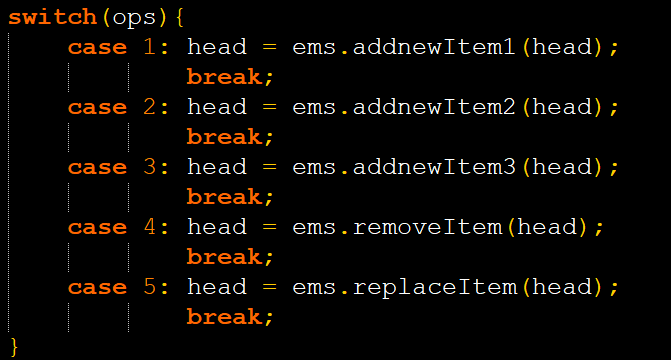 switch(ops){
case 1: head = ems.addnewItem1(head);
break;
case 2: head = ems.addnewItem2(head);
break;
case 3: head = ems.addnewItem3(head);
break;
case 4: head = ems.removeItem(head);
break;
case 5: head = ems.replaceItem(head);
break;
}